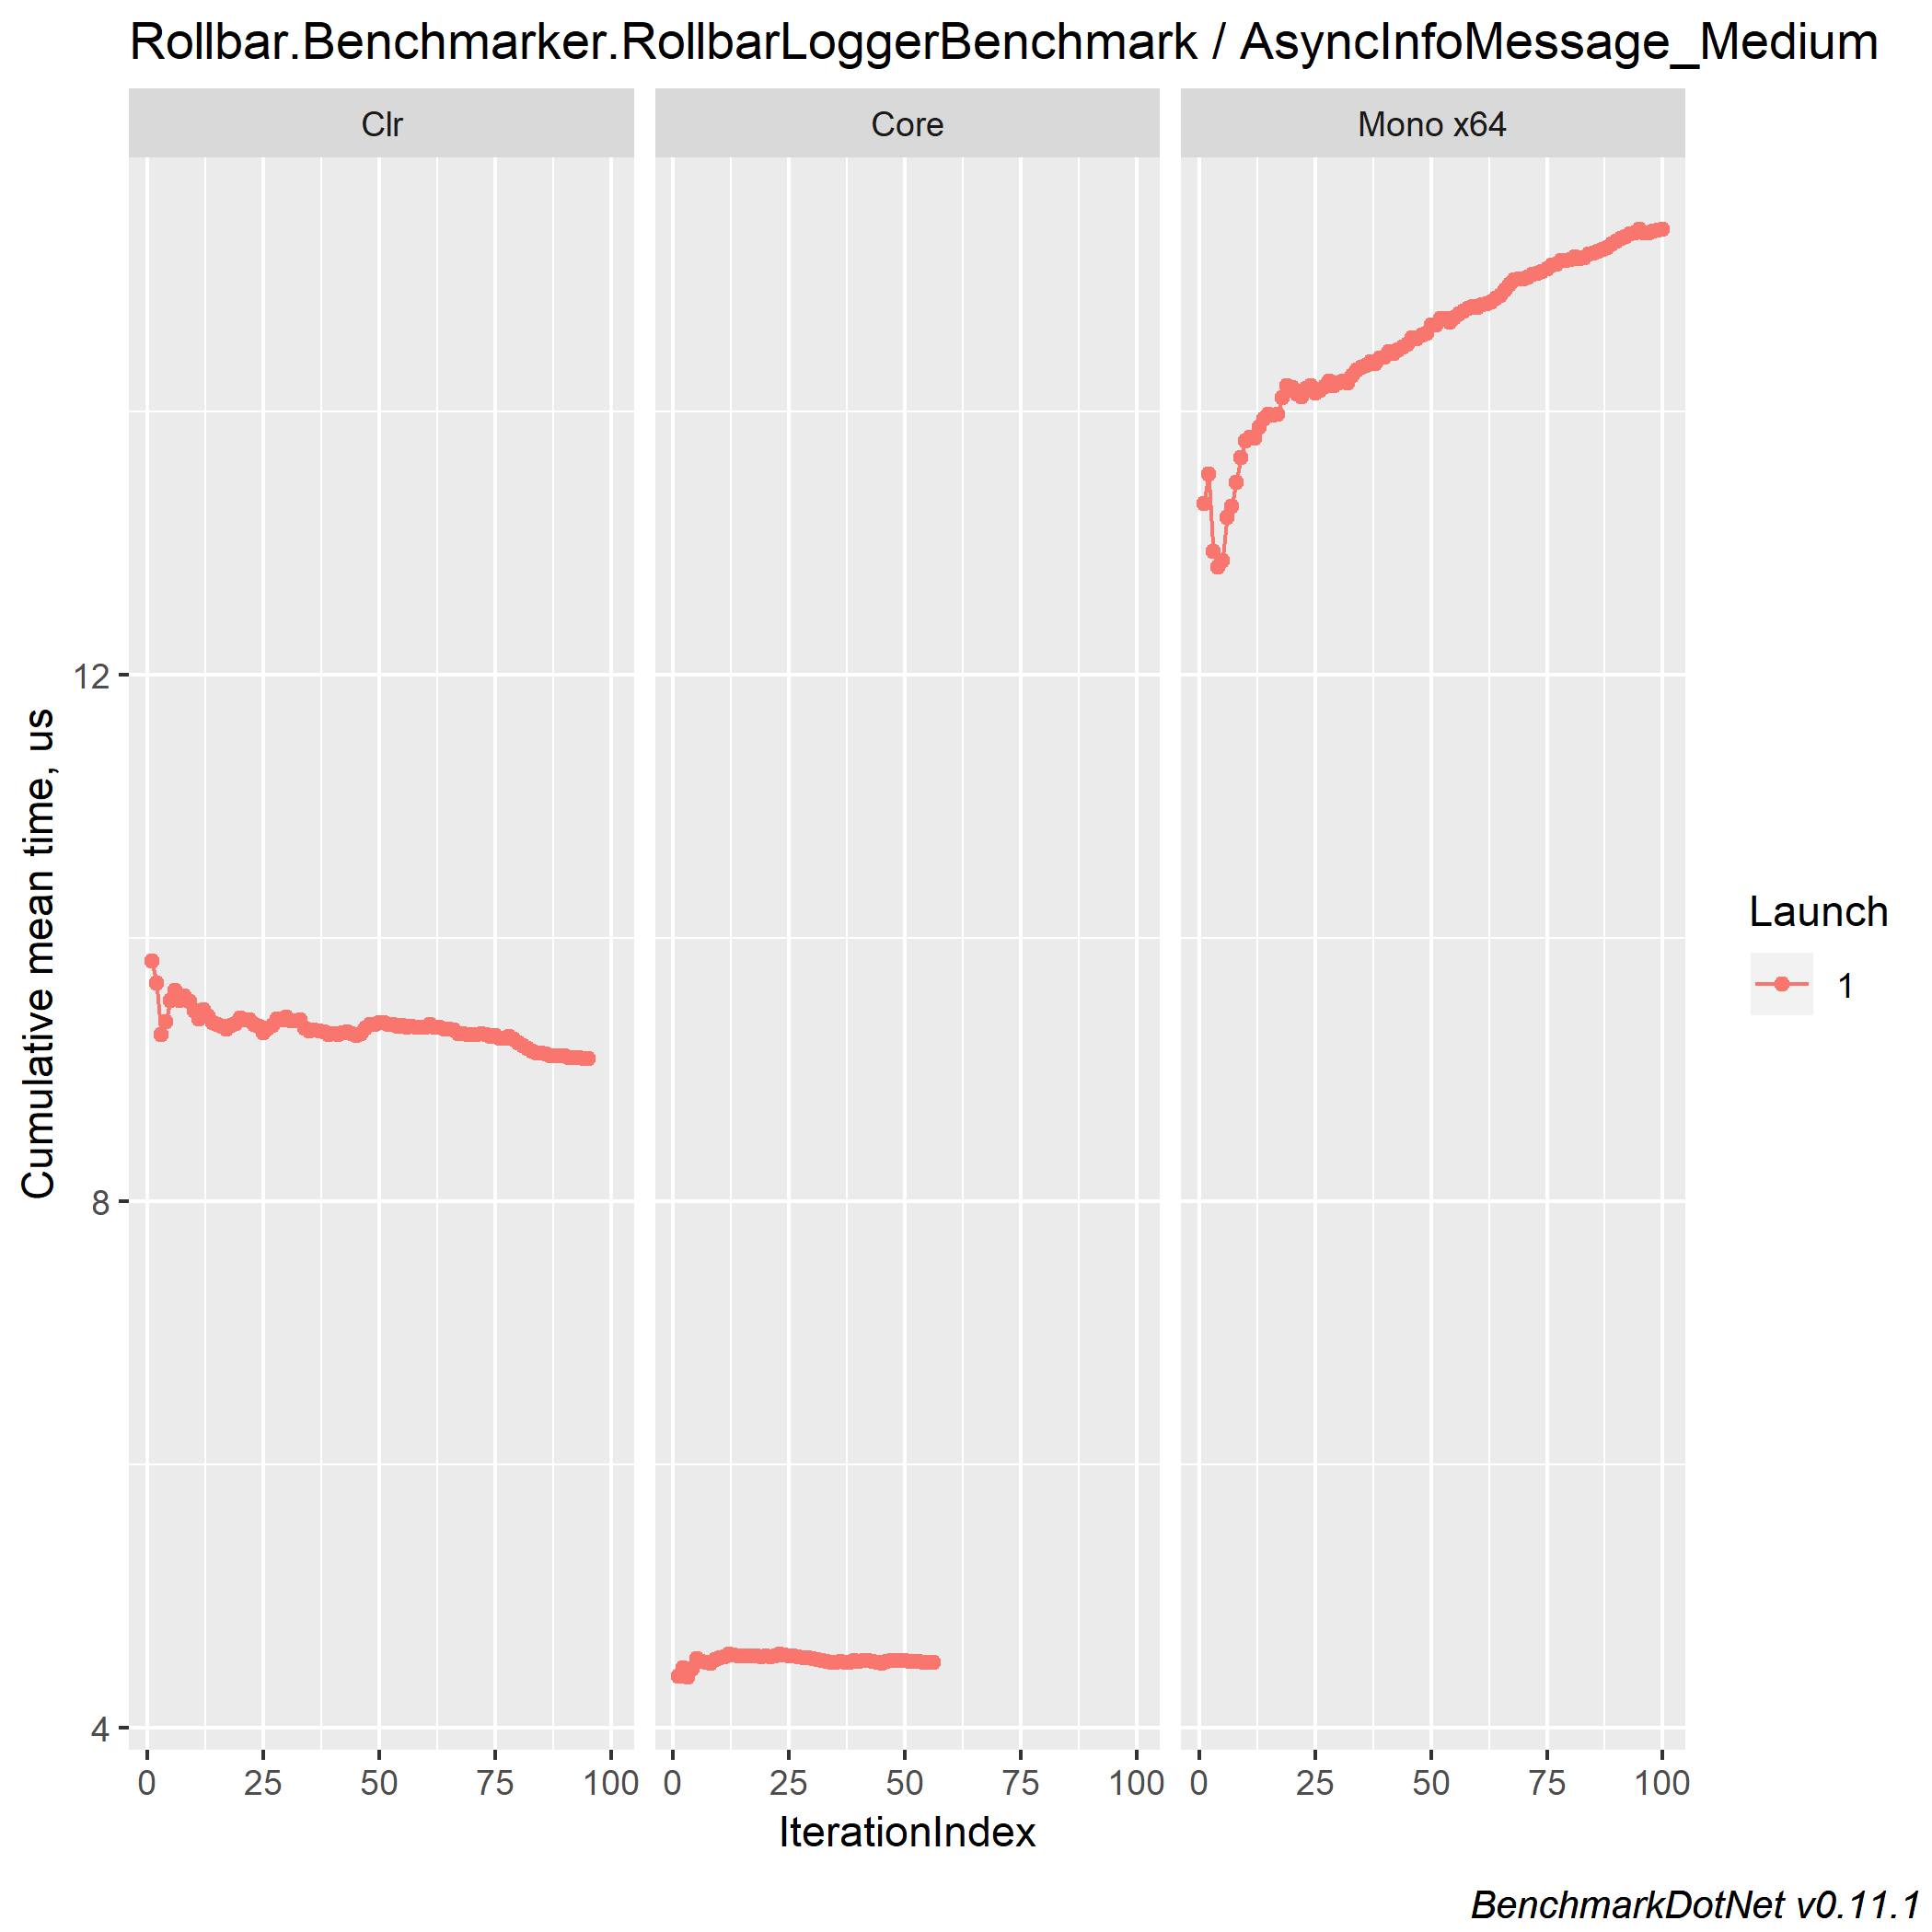 Rollbar.Benchmarker.RollbarLoggerBenchmark / AsyncInfoMessage_Medium
Clr
Core
Mono x64
Cumulative mean time, us
12
8
4
0 25 50 75 100
0 25 50 75 100
0 25 50 75 100
IterationIndex
Launch
1
BenchmarkDotNet v0.11.1